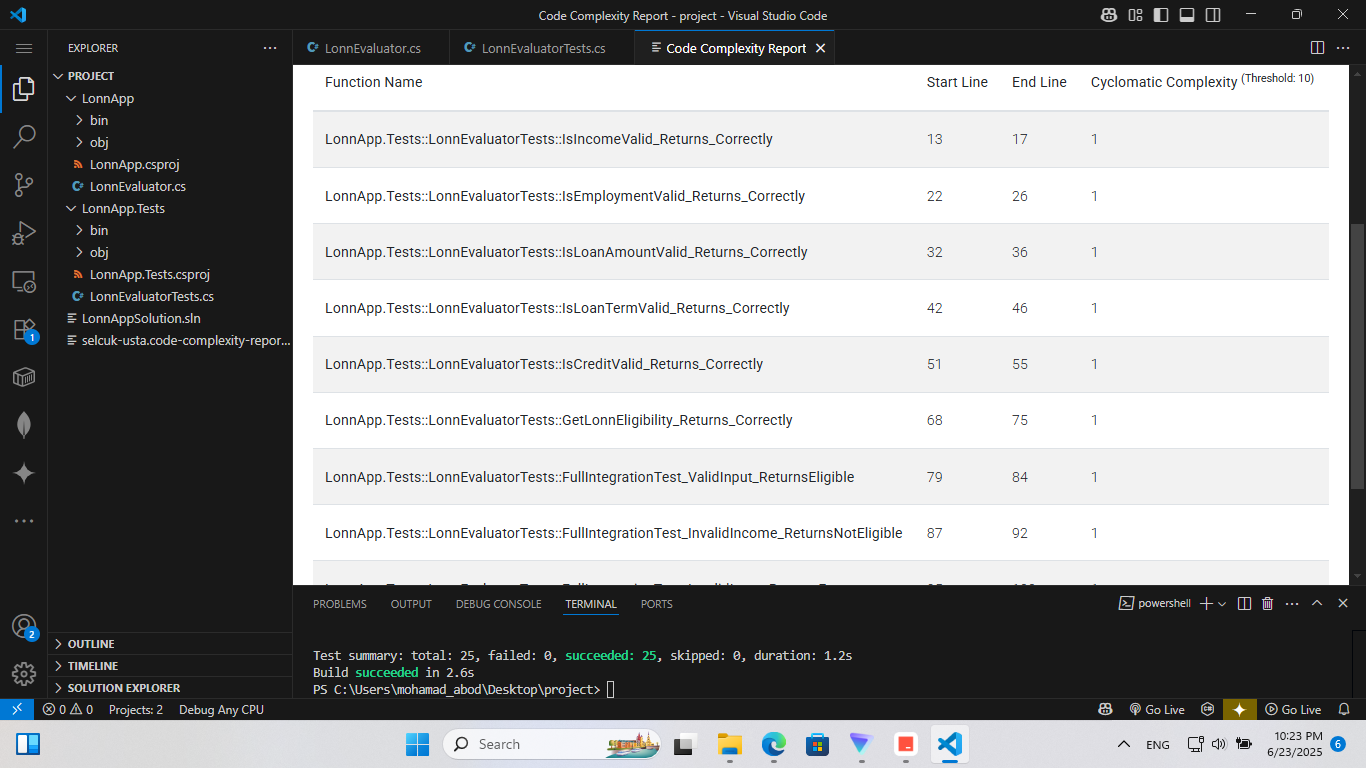 Code Complexity Report - project - Visual Studio Code
EXPLORER
PROJECT
LonnApp
bin
obj
LonnApp.csproj
LonnEvaluator.cs
LonnApp.Tests
bin
obj
LonnApp.Tests.csproj
LonnEvaluatorTests.cs
LonnAppSolution.sln
selcuk-usta.code-complexity-repor...
OUTLINE
TIMELINE
SOLUTION EXPLORER
1
2
LonnEvaluator.cs
LonnEvaluatorTests.cs
Code Complexity Report
Function Name Start Line End Line Cyclomatic Complexity (Threshold: 10)
LonnApp.Tests::LonnEvaluatorTests::IsIncomeValid_Returns_Correctly 13 17 1
LonnApp.Tests::LonnEvaluatorTests::IsEmploymentValid_Returns_Correctly 22 26 1
LonnApp.Tests::LonnEvaluatorTests::IsLoanAmountValid_Returns_Correctly 32 36 1
LonnApp.Tests::LonnEvaluatorTests::IsLoanTermValid_Returns_Correctly 42 46 1
LonnApp.Tests::LonnEvaluatorTests::IsCreditValid_Returns_Correctly 51 55 1
LonnApp.Tests::LonnEvaluatorTests::GetLonnEligibility_Returns_Correctly 68 75 1
LonnApp.Tests::LonnEvaluatorTests::FullIntegrationTest_ValidInput_ReturnsEligible 79 84 1
LonnApp.Tests::LonnEvaluatorTests::FullIntegrationTest_InvalidIncome_ReturnsNotEligible 87 92 1
PROBLEMS OUTPUT DEBUG CONSOLE TERMINAL PORTS
powershell
Test summary: total: 25, failed: 0, succeeded: 25, skipped: 0, duration: 1.2s
Build succeeded in 2.6s
PS C:\Users\mohamad_abod\Desktop\project>
0 0 Projects: 2 Debug Any CPU
Go Live
Go Live
Search
ENG
10:23 PM
6/23/2025
6